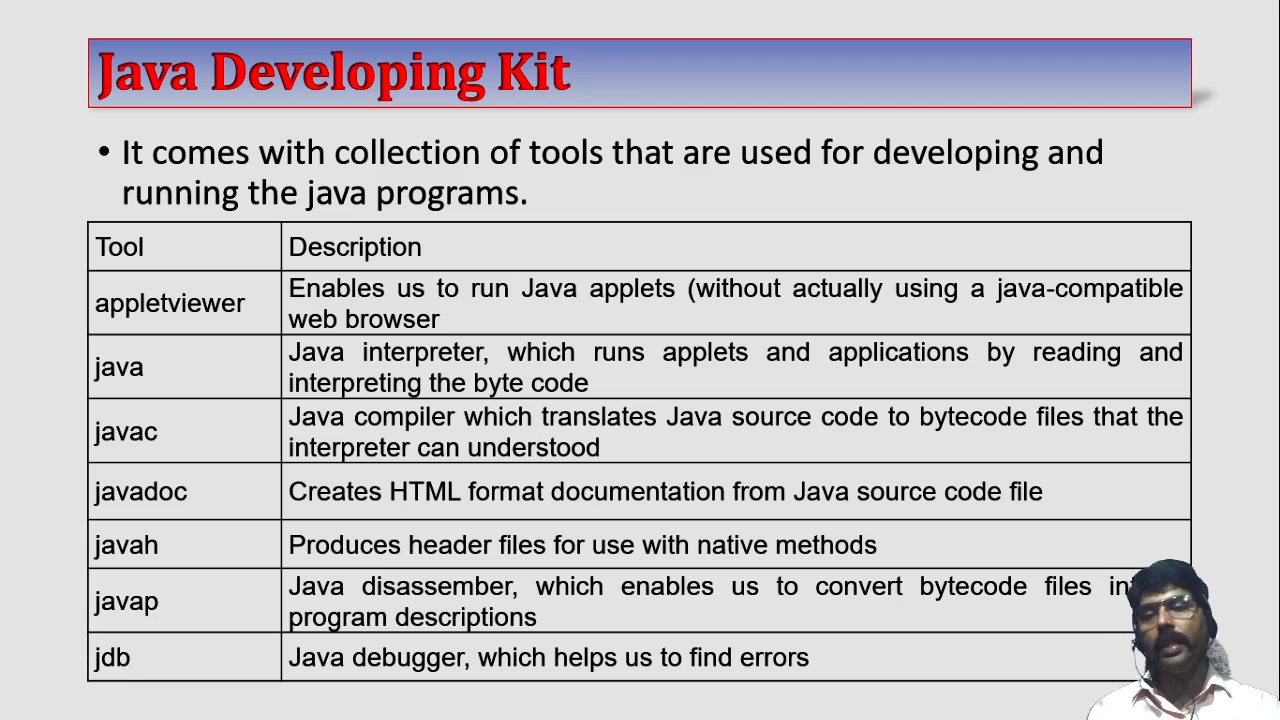 Java Developing Kit
• It comes with collection of tools that are used for developing and
running the java programs.
Tool Description
appletviewer Enables us to run Java applets (without actually using a java-compatible
web browser
java Java interpreter, which runs applets and applications by reading and
interpreting the byte code
javac Java compiler which translates Java source code to bytecode files that the
interpreter can understood
javadoc Creates HTML format documentation from Java source code file
javah Produces header files for use with native methods
javap Java disassember, which enables us to convert bytecode files
program descriptions
jdb Java debugger, which helps us to find errors